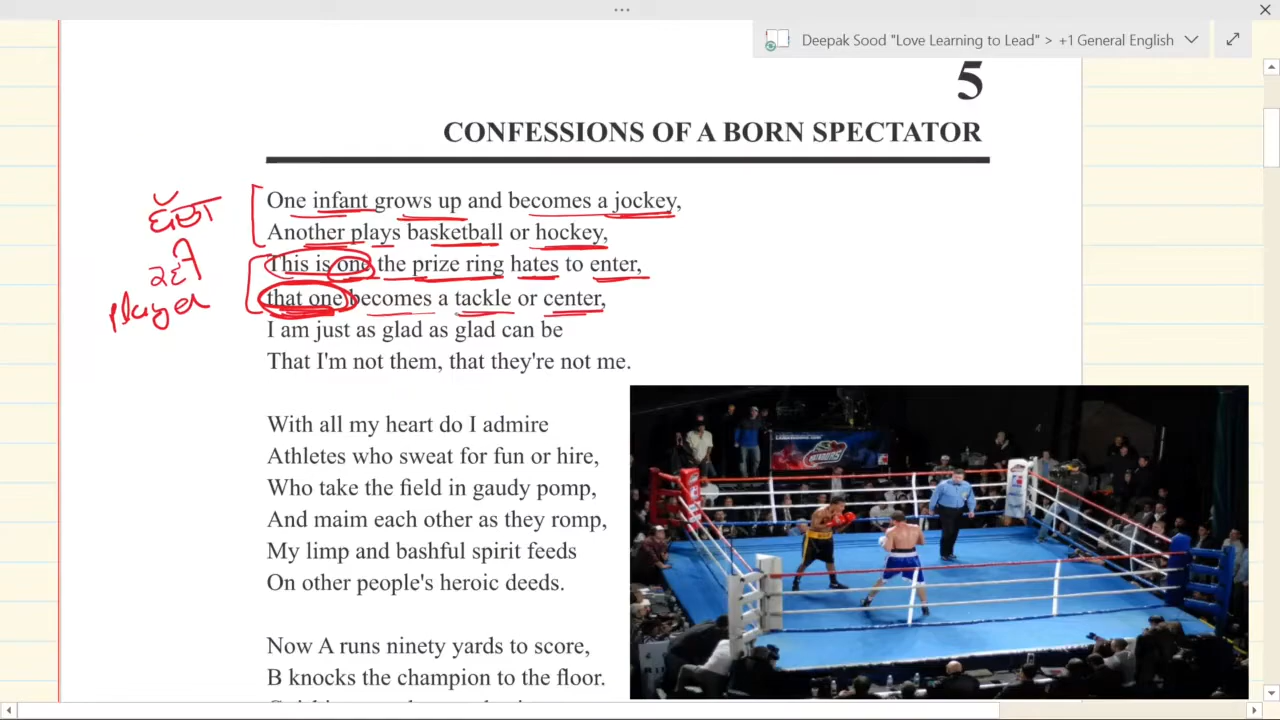 Deepak Sood "Love Learning to Lead" > +1 General English
5
CONFESSIONS OF A BORN SPECTATOR
One infant grows up and becomes a jockey,
Another plays basketball or hockey,
This is one the prize ring hates to enter,
that one becomes a tackle or center,
I am just as glad as glad can be
That I'm not them, that they're not me.
player
With all my heart do I admire
Athletes who sweat for fun or hire,
Who take the field in gaudy pomp,
And maim each other as they romp,
My limp and bashful spirit feeds
On other people's heroic deeds.
Now A runs ninety yards to score,
B knocks the champion to the floor.